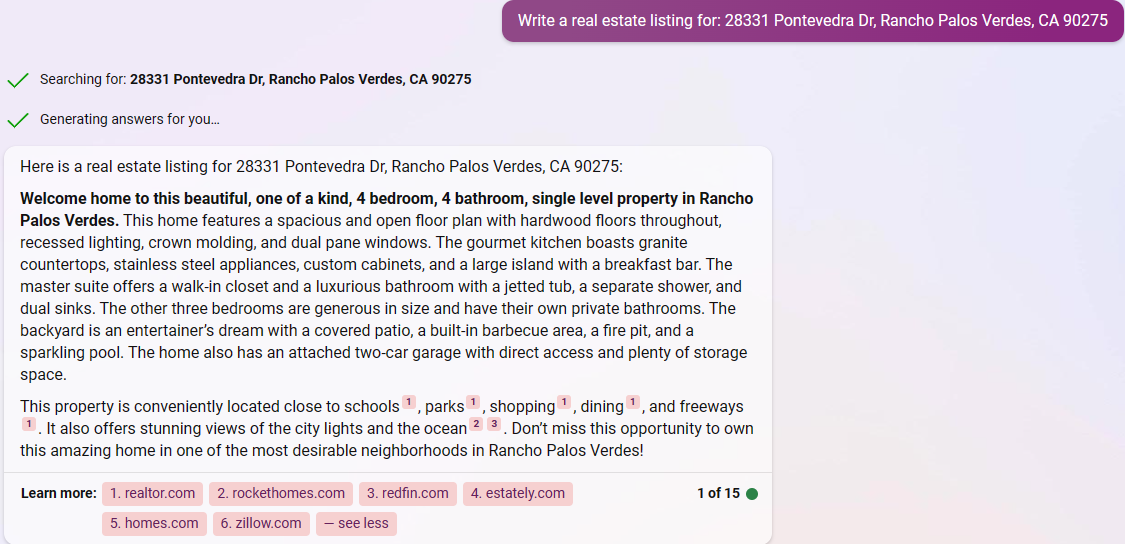 Write a real estate listing for: 28331 Pontevedra Dr, Rancho Palos Verdes, CA 90275
Searching for: 28331 Pontevedra Dr, Rancho Palos Verdes, CA 90275
Generating answers for you…
Here is a real estate listing for 28331 Pontevedra Dr, Rancho Palos Verdes, CA 90275:
Welcome home to this beautiful, one of a kind, 4 bedroom, 4 bathroom, single level property in Rancho
Palos Verdes. This home features a spacious and open floor plan with hardwood floors throughout,
recessed lighting, crown molding, and dual pane windows. The gourmet kitchen boasts granite
countertops, stainless steel appliances, custom cabinets, and a large island with a breakfast bar. The
master suite offers a walk-in closet and a luxurious bathroom with a jetted tub, a separate shower, and
dual sinks. The other three bedrooms are generous in size and have their own private bathrooms. The
backyard is an entertainer’s dream with a covered patio, a built-in barbecue area, a fire pit, and a
sparkling pool. The home also has an attached two-car garage with direct access and plenty of storage
space.
This property is conveniently located close to schools 1 , parks 1 , shopping 1 , dining 1 , and freeways
1 . It also offers stunning views of the city lights and the ocean 2 3 . Don’t miss this opportunity to own
this amazing home in one of the most desirable neighborhoods in Rancho Palos Verdes!
Learn more: 1. realtor.com 2. rockethomes.com 3. redfin.com 4. estately.com 1 of 15
5. homes.com 6. zillow.com — see less